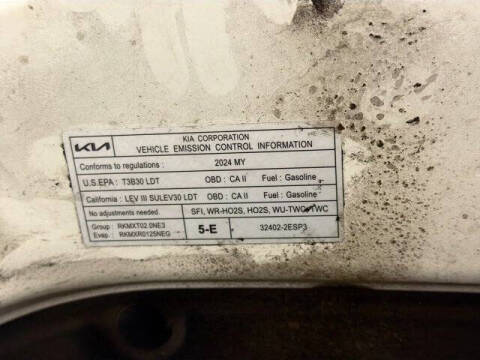 KIA
KIA CORPORATION
VEHICLE EMISSION CONTROL INFORMATION
Conforms to regulations : 2024 MY
U.S.EPA : T3B30 LDT OBD : CA II Fuel : Gasoline
California : LEV III SULEV30 LDT OBD : CA II Fuel : Gasoline
No adjustments needed. SFI, WR-HO2S, HO2S, WU-TWC, TWC
Group : RKMXT02.0NE3 5-E 32402-2ESP3
Evap. : RKMXR0125NEG